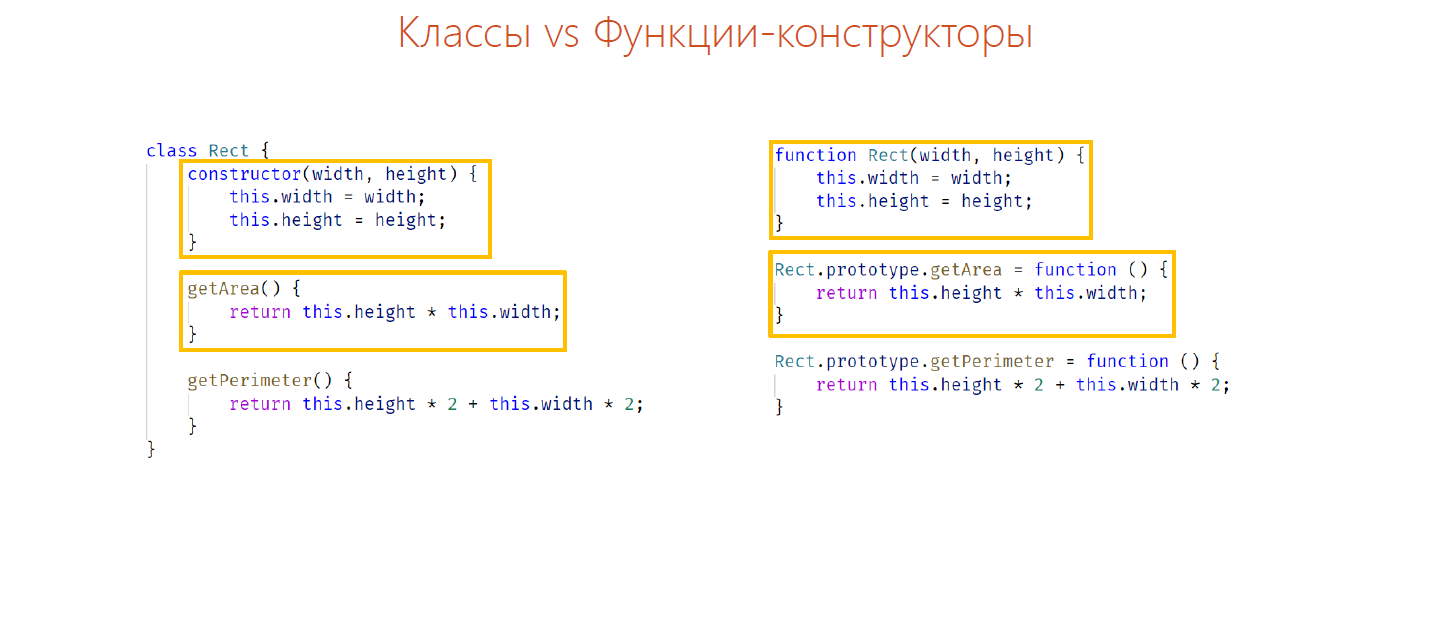 Классы vs Функции-конструкторы
class Rect {
constructor(width, height) {
this.width = width;
this.height = height;
}
getArea() {
return this.height * this.width;
}
getPerimeter() {
return this.height * 2 + this.width * 2;
}
}
function Rect(width, height) {
this.width = width;
this.height = height;
}
Rect.prototype.getArea = function () {
return this.height * this.width;
}
Rect.prototype.getPerimeter = function () {
return this.height * 2 + this.width * 2;
}